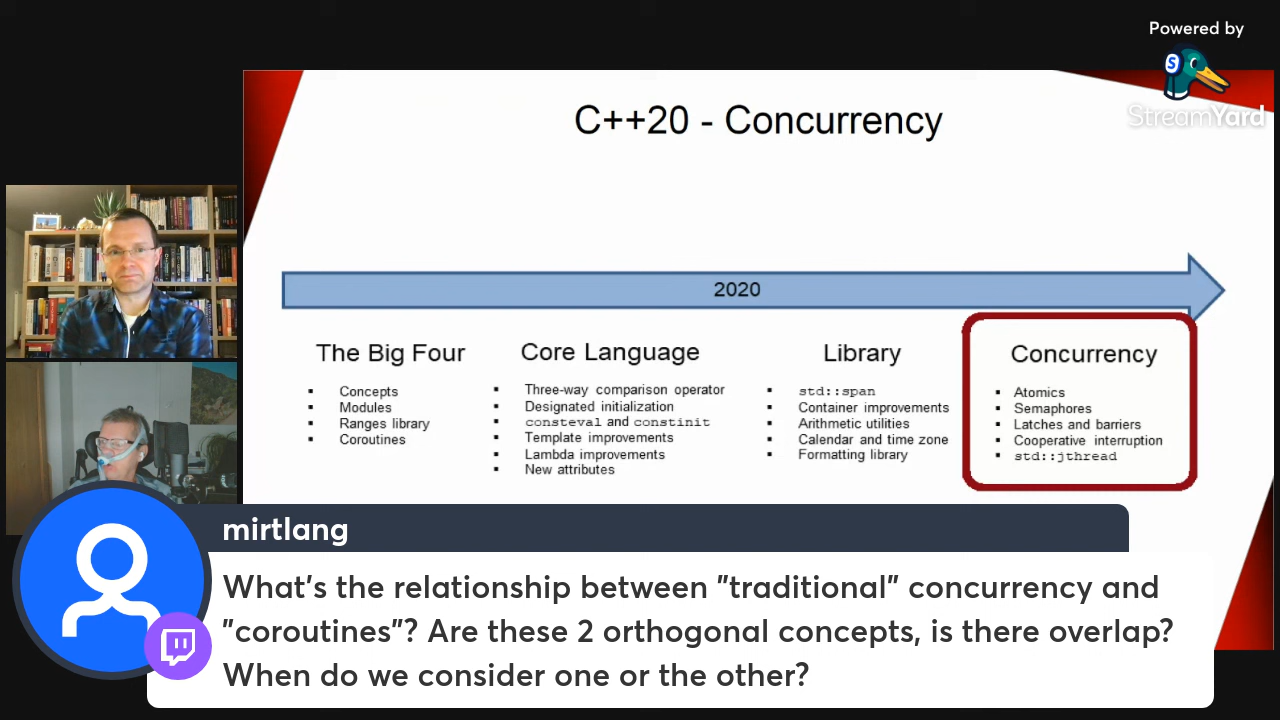 Powered by
S
StreamYard
C++20 - Concurrency
2020
The Big Four
▪ Concepts
▪ Modules
▪ Ranges library
▪ Coroutines
Core Language
▪ Three-way comparison operator
▪ Designated initialization
▪ consteval and constinit
▪ Template improvements
▪ Lambda improvements
▪ New attributes
Library
▪ std::span
▪ Container improvements
▪ Arithmetic utilities
▪ Calendar and time zone
▪ Formatting library
Concurrency
▪ Atomics
▪ Semaphores
▪ Latches and barriers
▪ Cooperative interruption
▪ std::jthread
mirtlang
What's the relationship between "traditional" concurrency and
"coroutines"? Are these 2 orthogonal concepts, is there overlap?
When do we consider one or the other?